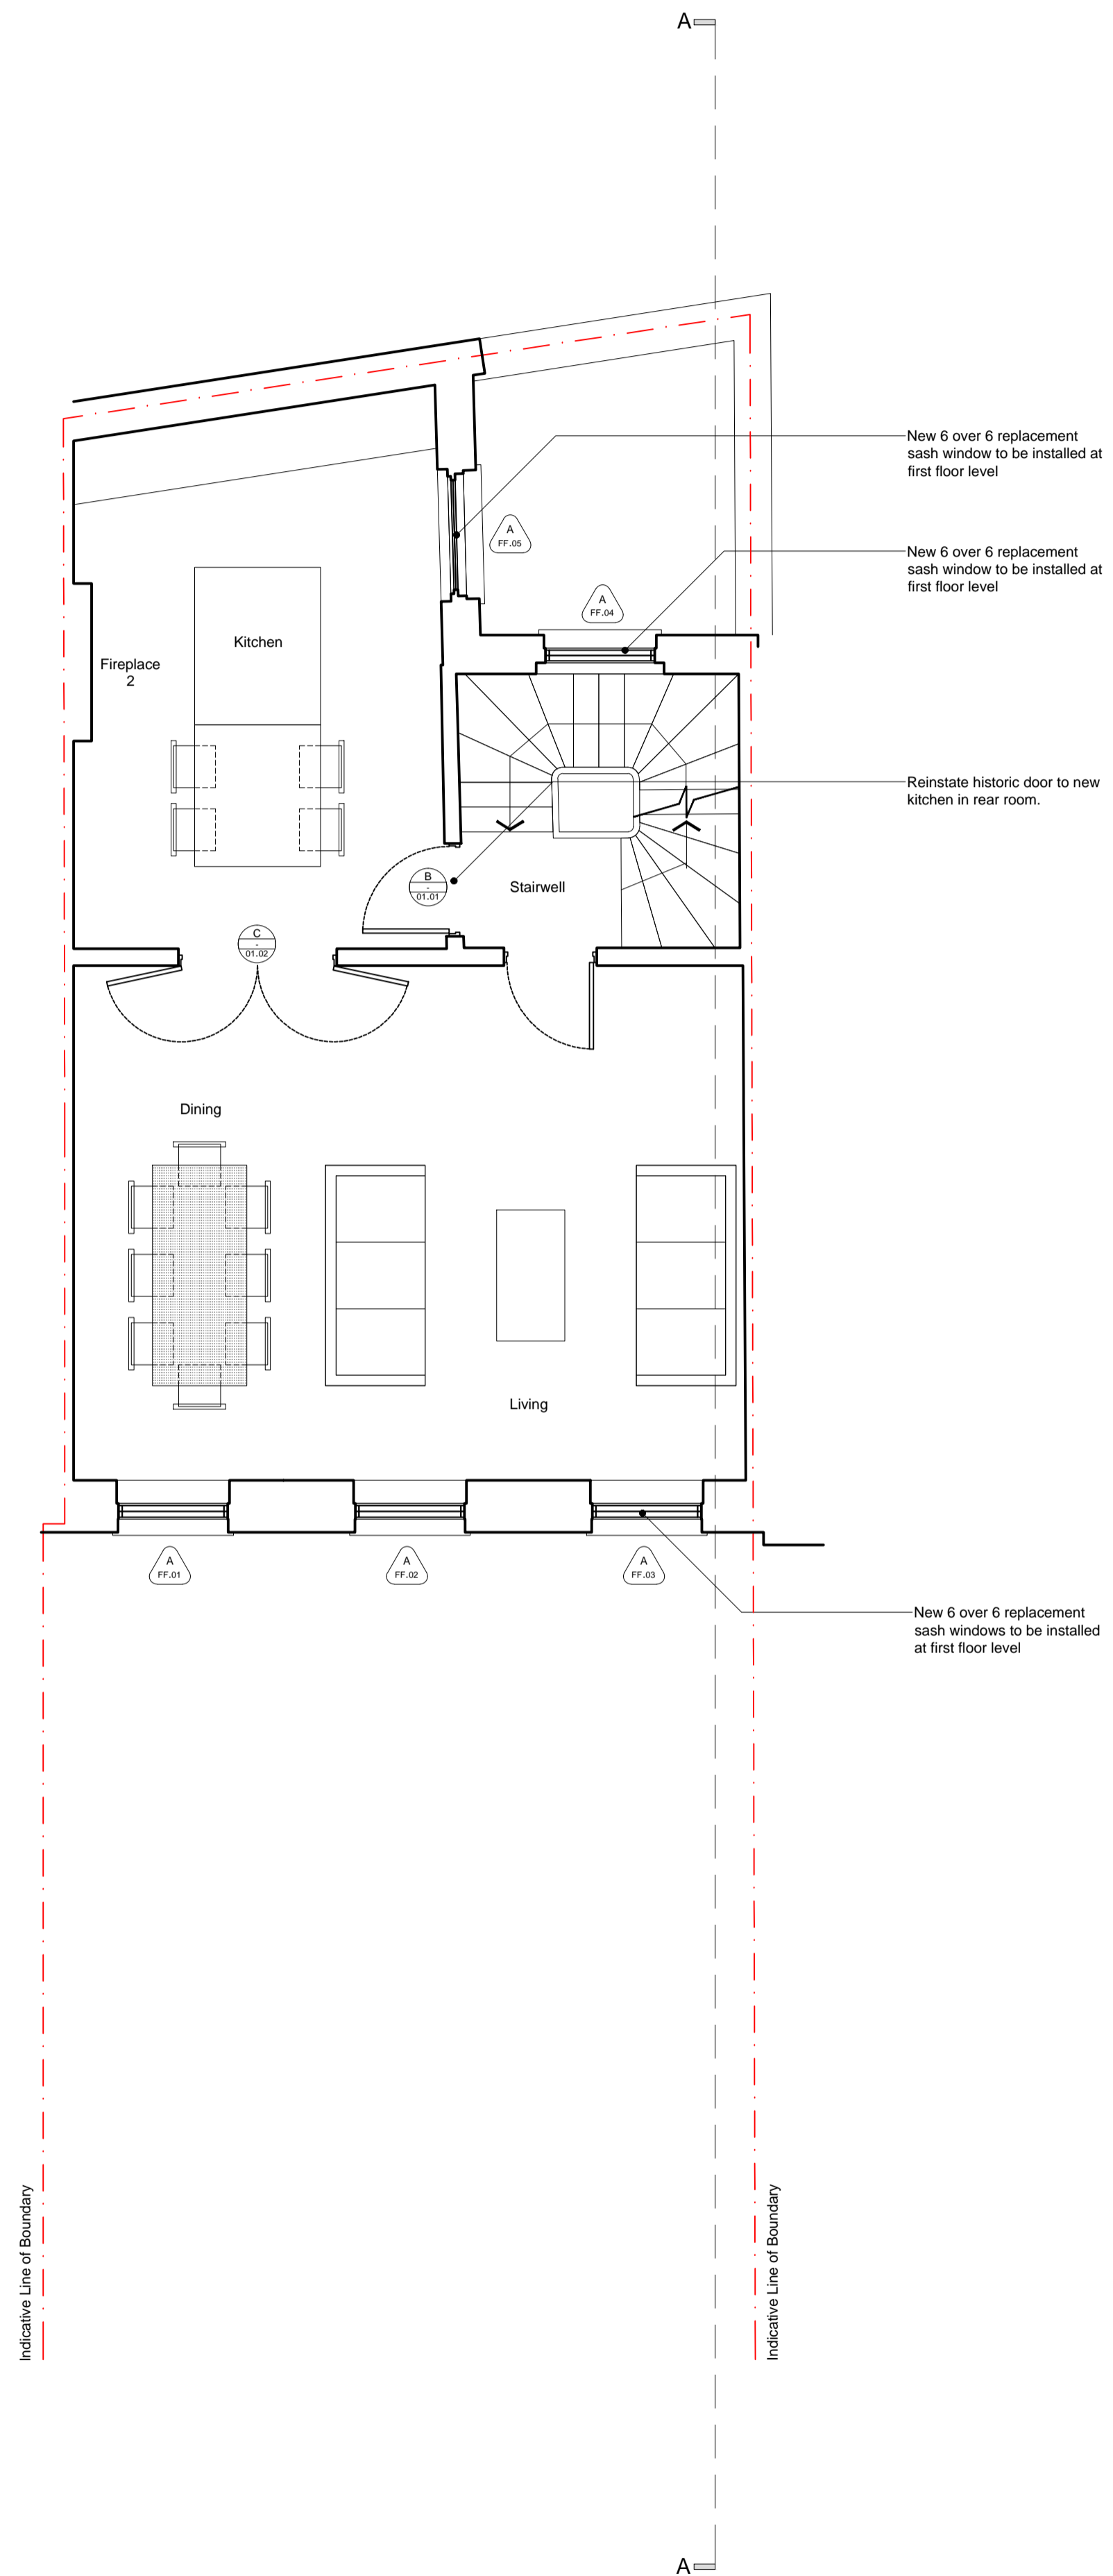 A
New 6 over 6 replacement
sash window to be installed at
first floor level
A
FF.05
New 6 over 6 replacement
sash window to be installed at
first floor level
A
FF.04
Kitchen
Fireplace
2
Reinstate historic door to new
kitchen in rear room.
B
-
01.01
Stairwell
C
-
01.02
Dining
Living
A
FF.01
A
FF.02
A
FF.03
New 6 over 6 replacement
sash windows to be installed
at first floor level
Indicative Line of Boundary
Indicative Line of Boundary
A